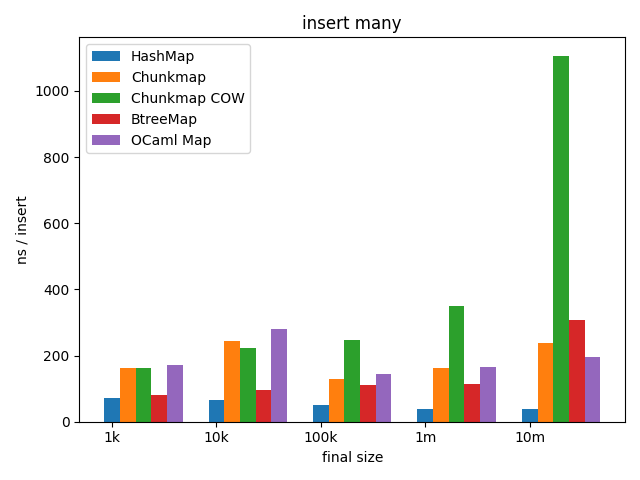 insert many
HashMap
Chunkmap
Chunkmap COW
BtreeMap
OCaml Map
ns / insert
1000
800
600
400
200
0
1k 10k 100k 1m 10m
final size